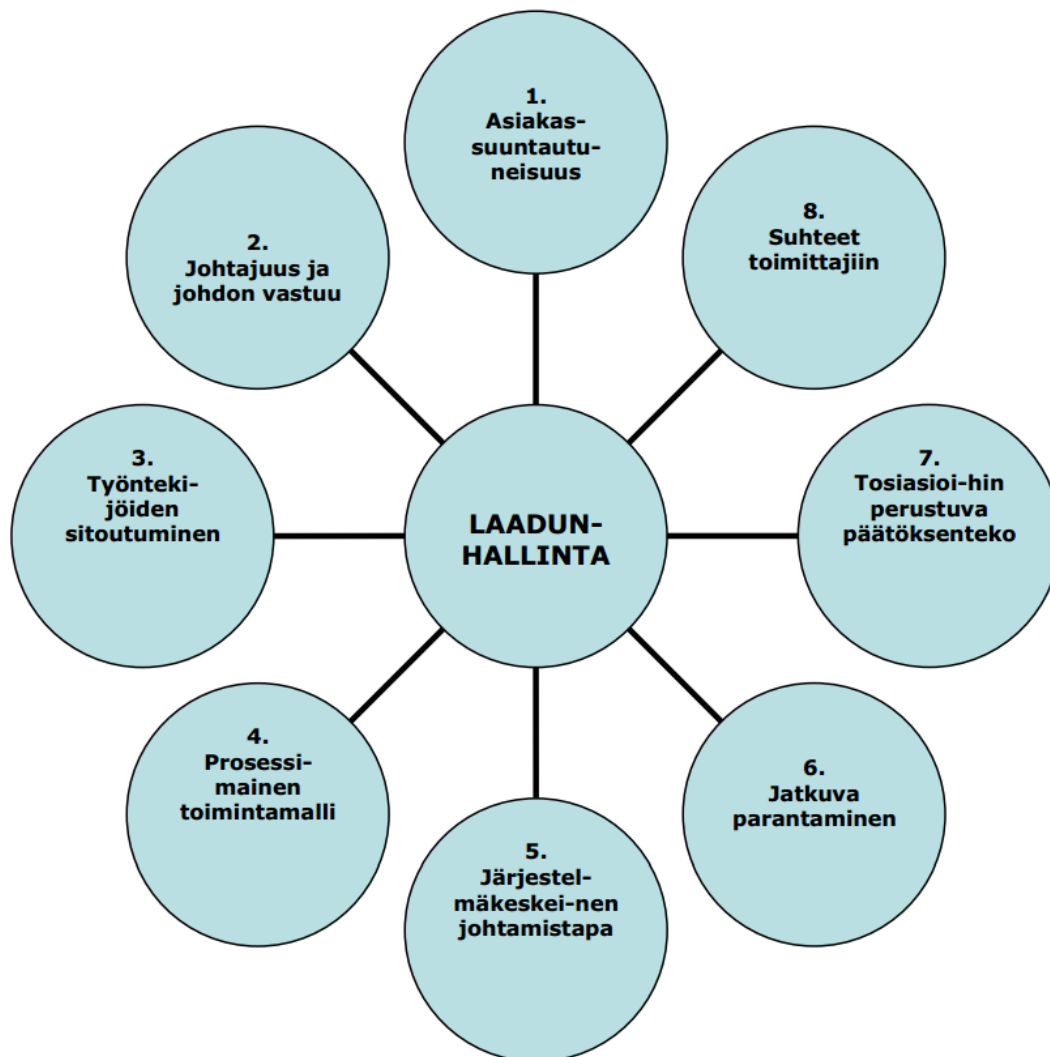 1.
Asiakas-
suuntautu-
neisuus
2.
Johtajuus ja
johdon vastuu
3.
Työnteki-
jöiden
sitoutuminen
4.
Prosessi-
mainen
toimintamalli
5.
Järjestel-
mäkeskei-nen
johtamistapa
6.
Jatkuva
parantaminen
7.
Tosiasioi-hin
perustuva
päätöksenteko
8.
Suhteet
toimittajiin
LAADUN-
HALLINTA